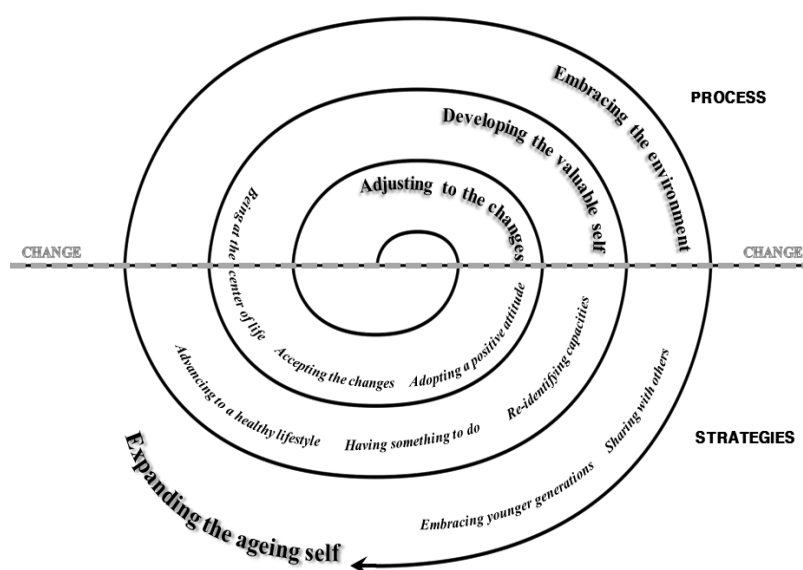 Embracing the environment
PROCESS
Developing the valuable self
Adjusting to the changes
Being at the center of life
CHANGE
CHANGE
Accepting the changes
Adopting a positive attitude
Re-identifying capacities
Advancing to a healthy lifestyle
Having something to do
Sharing with others
STRATEGIES
Expanding the ageing self
Embracing younger generations